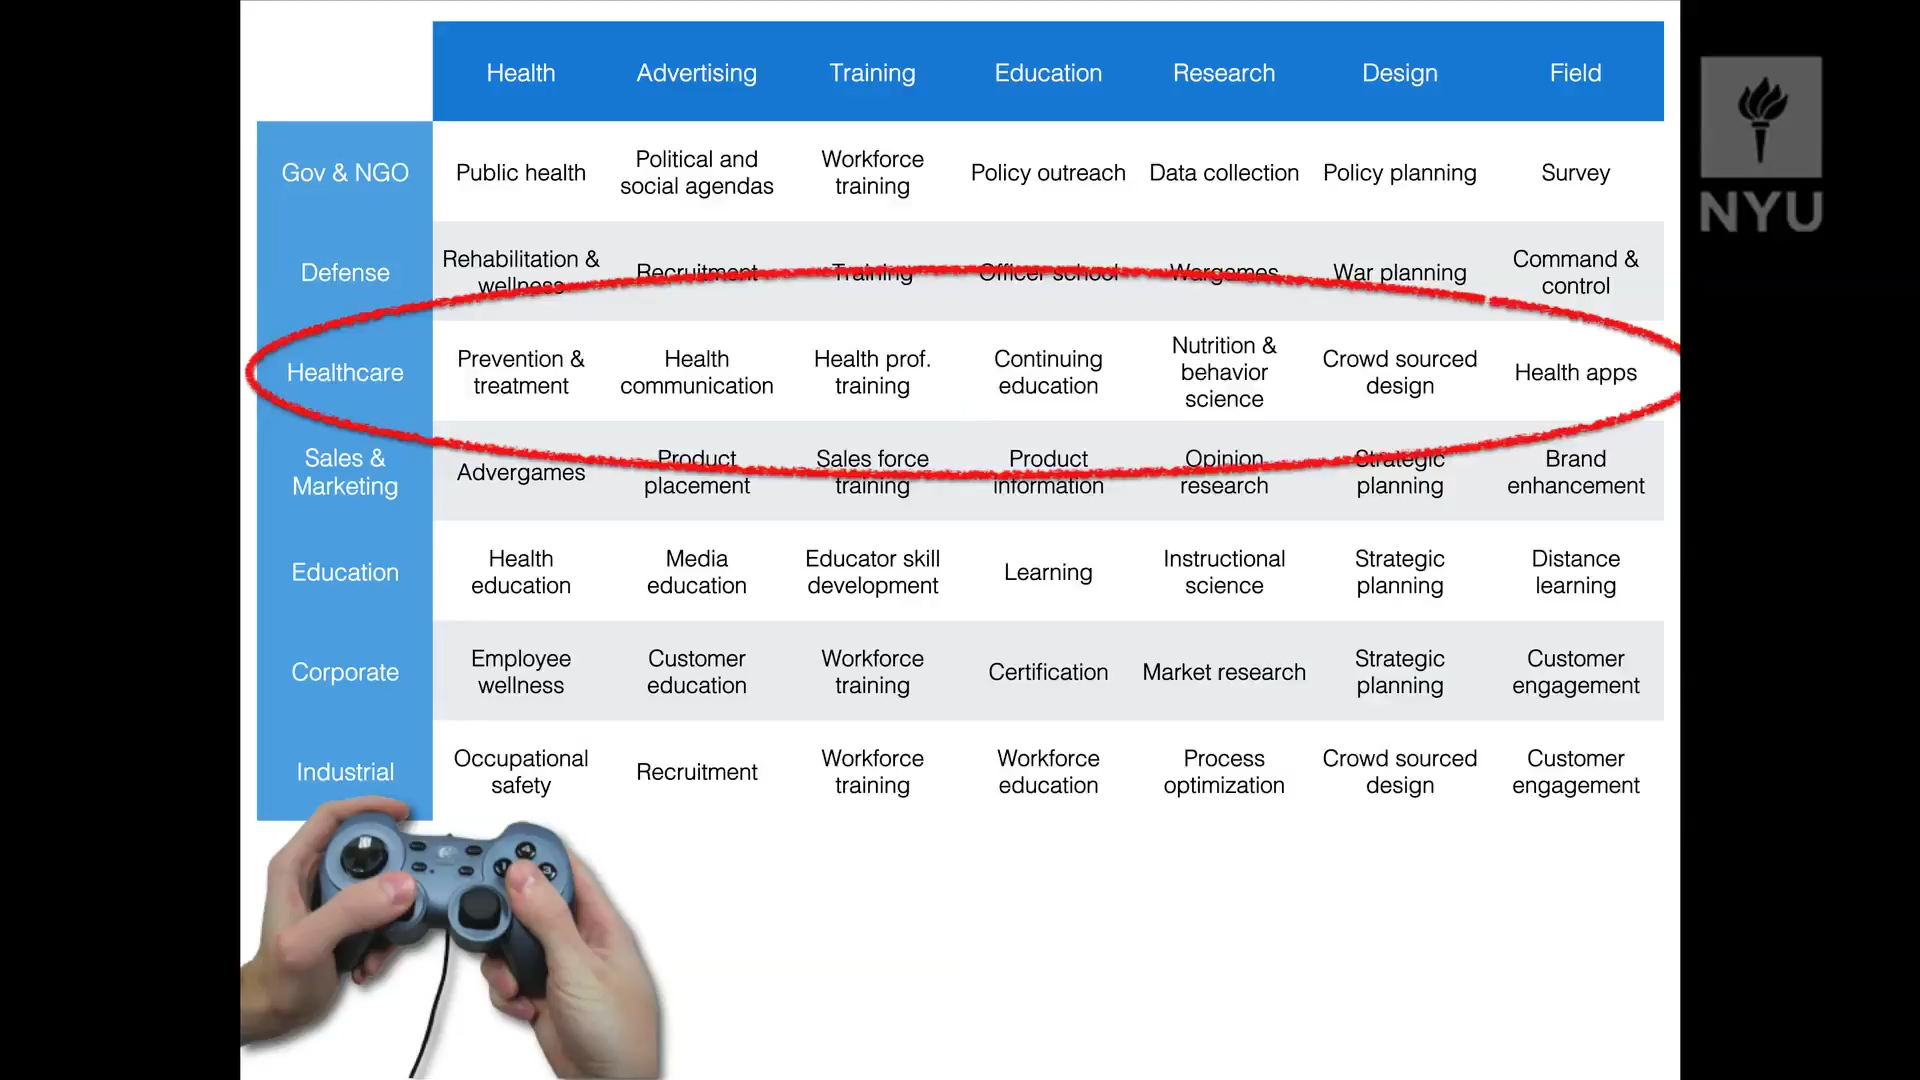 Health Advertising Training Education Research Design Field
Gov & NGO Public health Political and social agendas Workforce training Policy outreach Data collection Policy planning Survey
Defense Rehabilitation & wellness Recruitment Training Officer school Wargames War planning Command & control
Healthcare Prevention & treatment Health communication Health prof. training Continuing education Nutrition & behavior science Crowd sourced design Health apps
Sales & Marketing Advergames Product placement Sales force training Product information Opinion research Strategic planning Brand enhancement
Education Health education Media education Educator skill development Learning Instructional science Strategic planning Distance learning
Corporate Employee wellness Customer education Workforce training Certification Market research Strategic planning Customer engagement
Industrial Occupational safety Recruitment Workforce training Workforce education Process optimization Crowd sourced design Customer engagement
NYU
4
3